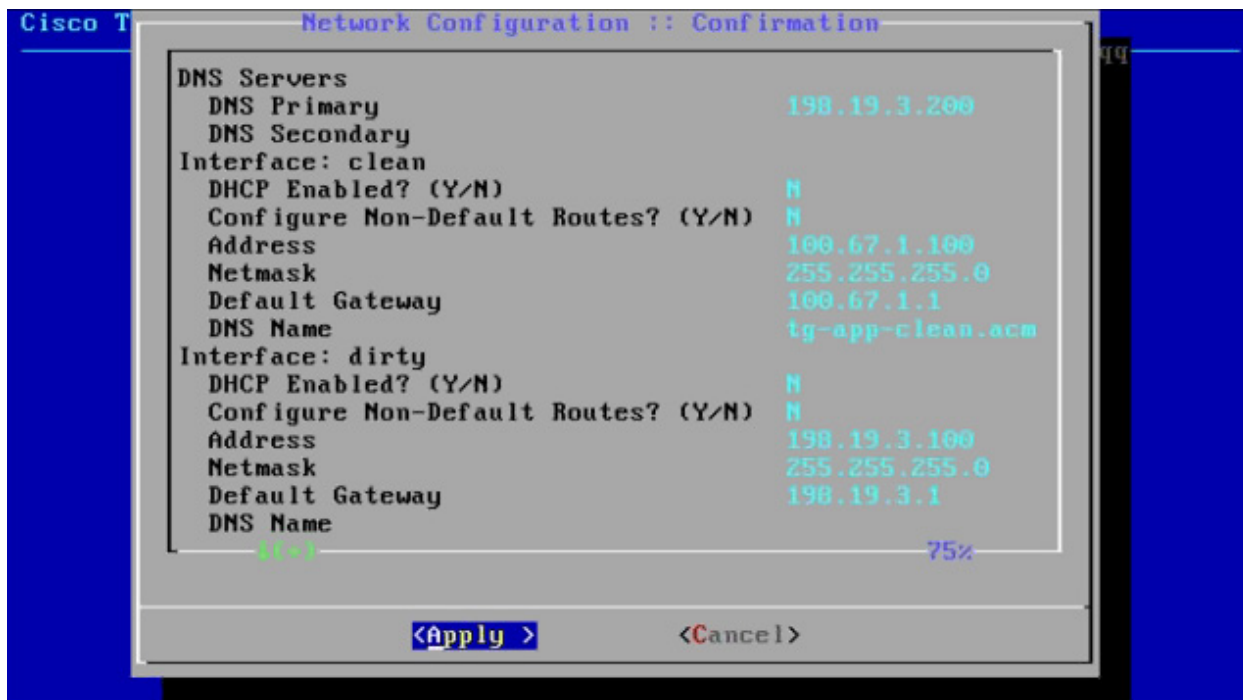 Cisco T
Network Configuration :: Confirmation
qq
DNS Servers
DNS Primary 198.19.3.200
DNS Secondary
Interface: clean
DHCP Enabled? (Y/N) N
Configure Non-Default Routes? (Y/N) N
Address 100.67.1.100
Netmask 255.255.255.0
Default Gateway 100.67.1.1
DNS Name tg-app-clean.acm
Interface: dirty
DHCP Enabled? (Y/N) N
Configure Non-Default Routes? (Y/N) N
Address 198.19.3.100
Netmask 255.255.255.0
Default Gateway 198.19.3.1
DNS Name
↓(+) 75%
<Apply > <Cancel>